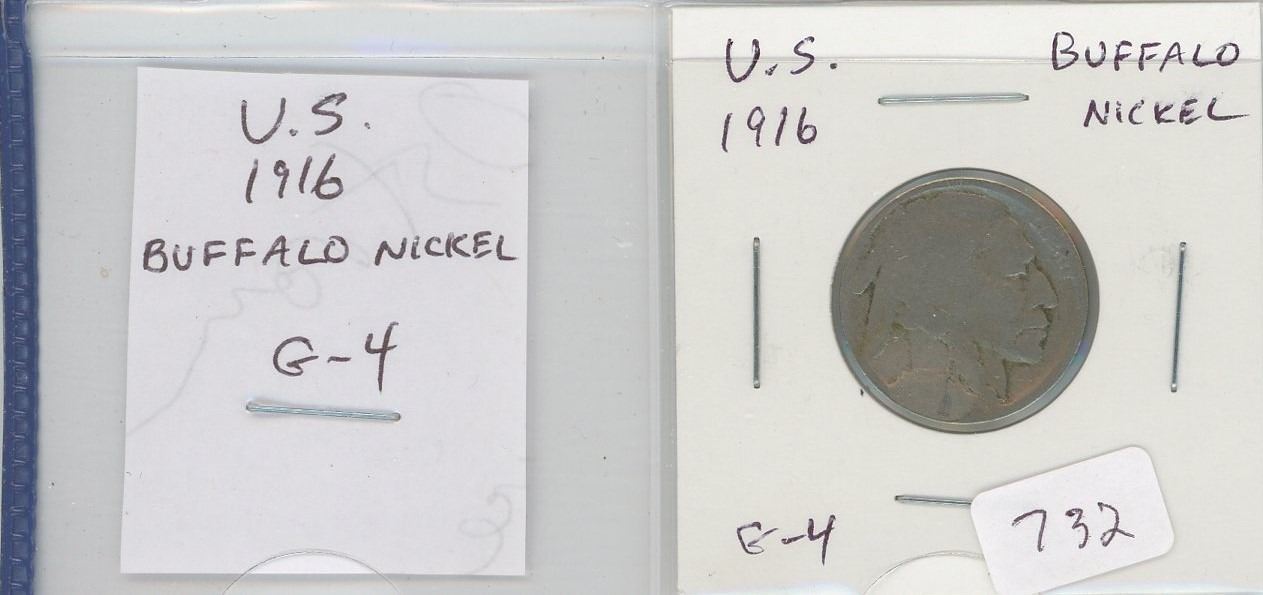 U.S.
1916
BUFFALO NICKEL
G-4
U.S.
1916
BUFFALO
NICKEL
G-4
732